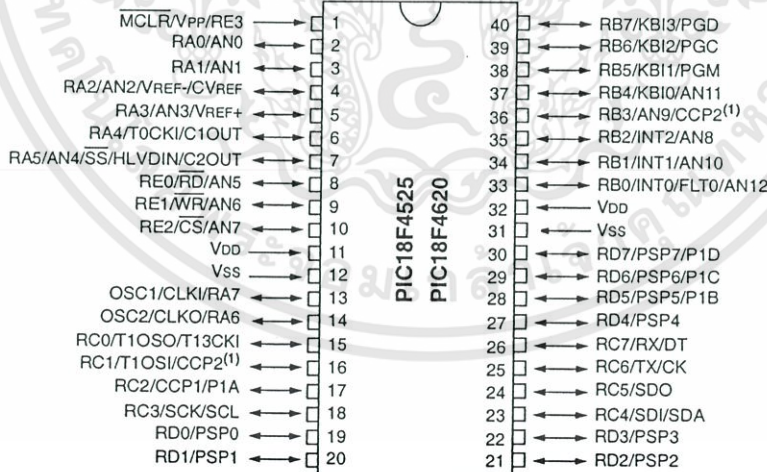 MCLR/VPP/RE3 1
RA0/AN0 2
RA1/AN1 3
RA2/AN2/VREF-/CVREF 4
RA3/AN3/VREF+ 5
RA4/T0CKI/C1OUT 6
RA5/AN4/SS/HLVDIN/C2OUT 7
RE0/RD/AN5 8
RE1/WR/AN6 9
RE2/CS/AN7 10
VDD 11
VSS 12
OSC1/CLKI/RA7 13
OSC2/CLKO/RA6 14
RC0/T1OSO/T13CKI 15
RC1/T1OSI/CCP2(1) 16
RC2/CCP1/P1A 17
RC3/SCK/SCL 18
RD0/PSP0 19
RD1/PSP1 20
PIC18F4525
PIC18F4620
40 RB7/KBI3/PGD
39 RB6/KBI2/PGC
38 RB5/KBI1/PGM
37 RB4/KBI0/AN11
36 RB3/AN9/CCP2(1)
35 RB2/INT2/AN8
34 RB1/INT1/AN10
33 RB0/INT0/FLT0/AN12
32 VDD
31 VSS
30 RD7/PSP7/P1D
29 RD6/PSP6/P1C
28 RD5/PSP5/P1B
27 RD4/PSP4
26 RC7/RX/DT
25 RC6/TX/CK
24 RC5/SDO
23 RC4/SDI/SDA
22 RD3/PSP3
21 RD2/PSP2